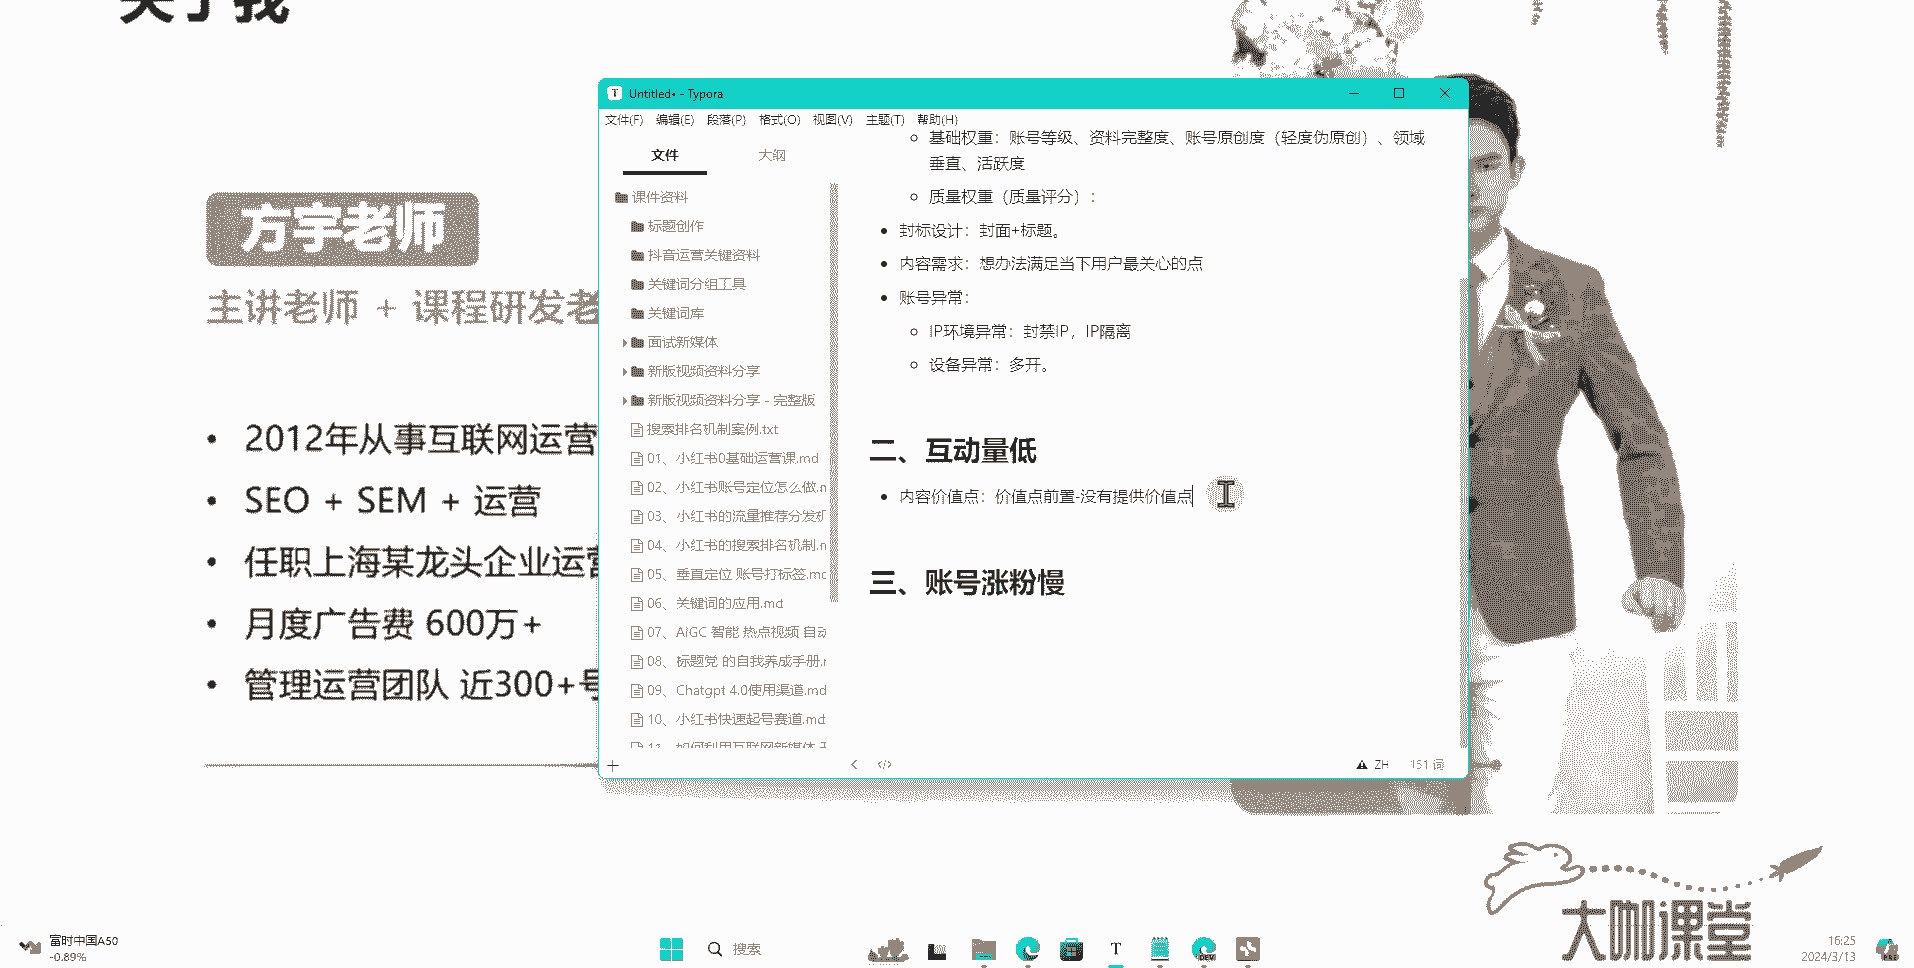 关于我
方宇老师
主讲老师 + 课程研发老
2012年从事互联网运营
SEO + SEM + 运营
任职上海某龙头企业运营
月度广告费 600万+
管理运营团队 近300+号
Untitled• - Typora
文件(F) 编辑(E) 段落(P) 格式(O) 视图(V) 主题(T) 帮助(H)
文件 大纲
课件资料
标题创作
抖音运营关键资料
关键词分组工具
关键词库
面试新媒体
新版视频资料分享
新版视频资料分享 - 完整版
搜索排名机制案例.txt
01、小红书0基础运营课.md
02、小红书账号定位怎么做.n
03、小红书的流量推荐分发机
04、小红书的搜索排名机制.n
05、垂直定位 账号打标签.mc
06、关键词的应用.md
07、AIGC 智能 热点视频 自动
08、标题党 的自我养成手册.r
09、Chatgpt 4.0使用渠道.md
10、小红书快速起号赛道.md
11、如何利用互联网新媒体
基础权重：账号等级、资料完整度、账号原创度（轻度伪原创）、领域
垂直、活跃度
质量权重（质量评分）：
封标设计：封面+标题。
内容需求：想办法满足当下用户最关心的点
账号异常：
IP环境异常：封禁IP，IP隔离
设备异常：多开。
二、互动量低
内容价值点：价值点前置-没有提供价值点
三、账号涨粉慢
ZH 151 词
大咖课堂
富时中国A50
-0.89%
搜索
T
DEV
16:25
2024/3/13
PRE